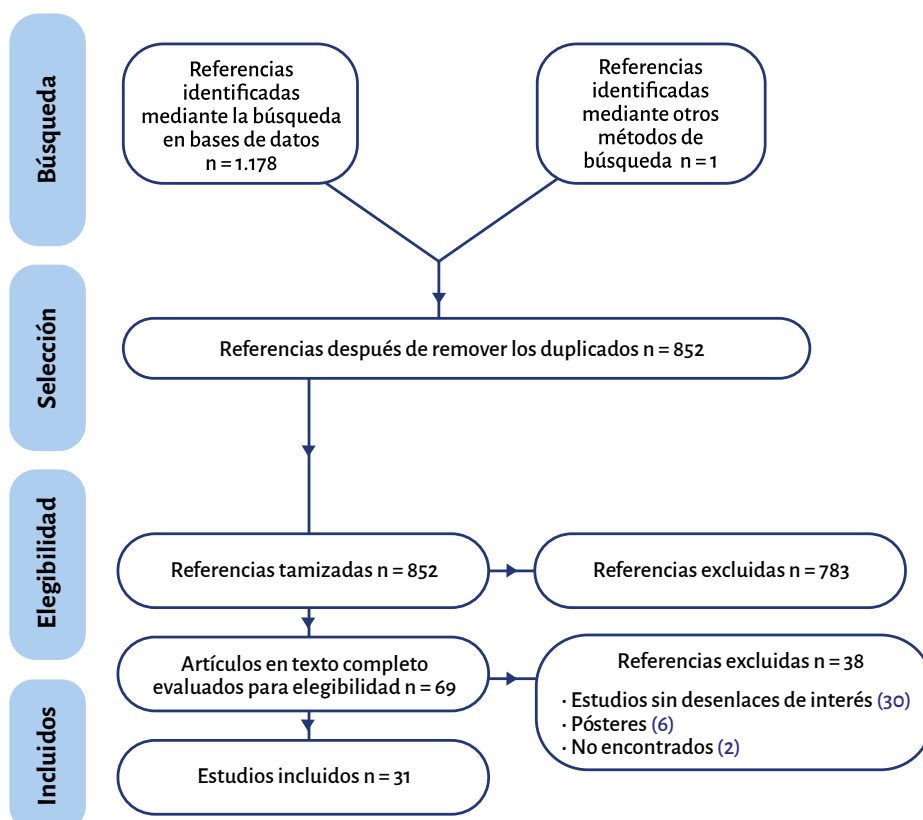 Búsqueda
Referencias
identificadas
mediante la búsqueda
en bases de datos
n = 1.178
Referencias
identificadas
mediante otros
métodos de
búsqueda n = 1
Selección
Referencias después de remover los duplicados n = 852
Elegibilidad
Referencias tamizadas n = 852
Referencias excluidas n = 783
Artículos en texto completo
evaluados para elegibilidad n = 69
Referencias excluidas n = 38
· Estudios sin desenlaces de interés (30)
· Pósteres (6)
· No encontrados (2)
Incluidos
Estudios incluidos n = 31